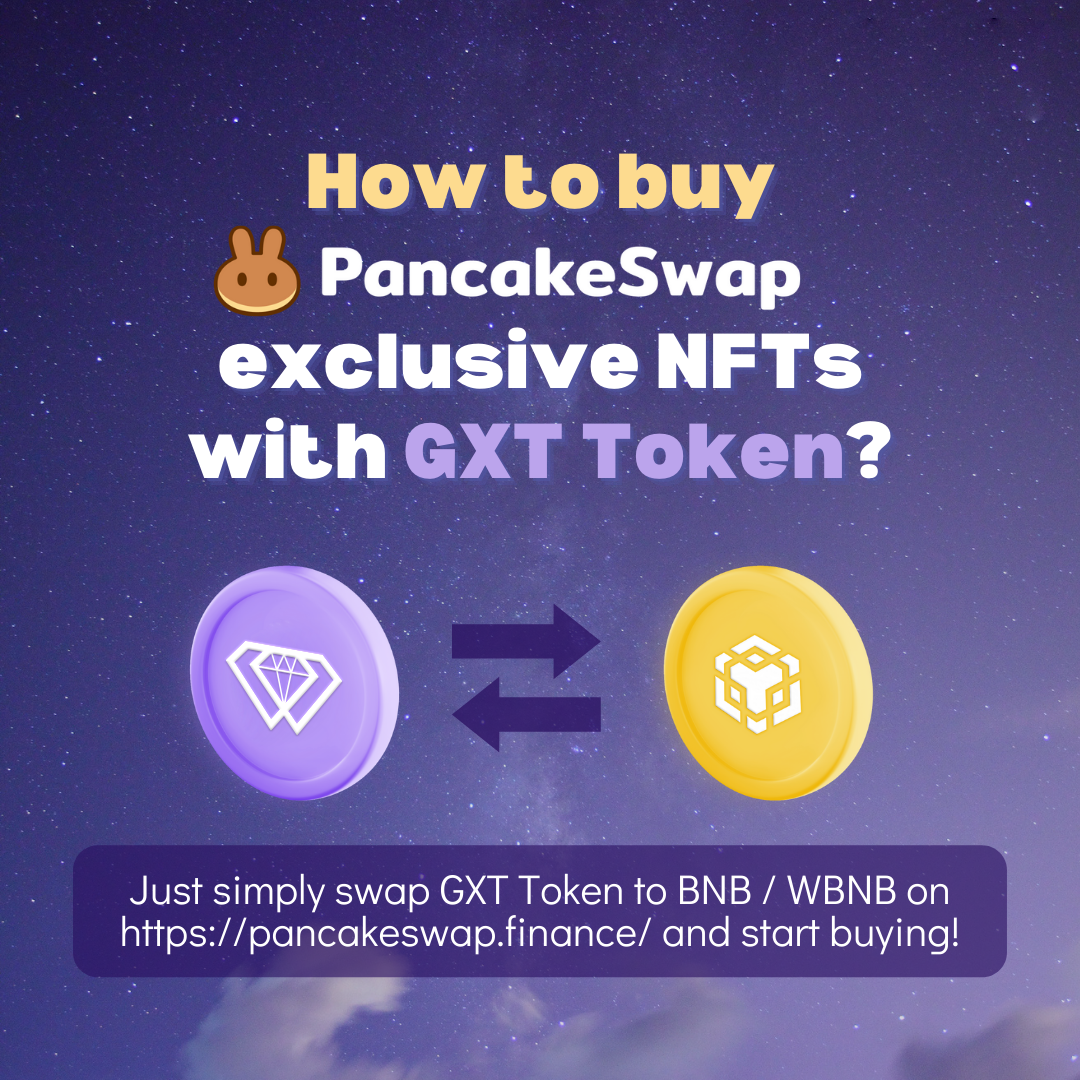 How to buy
PancakeSwap
exclusive NFTs
with GXT Token?
Just simply swap GXT Token to BNB / WBNB on
https://pancakeswap.finance/ and start buying!